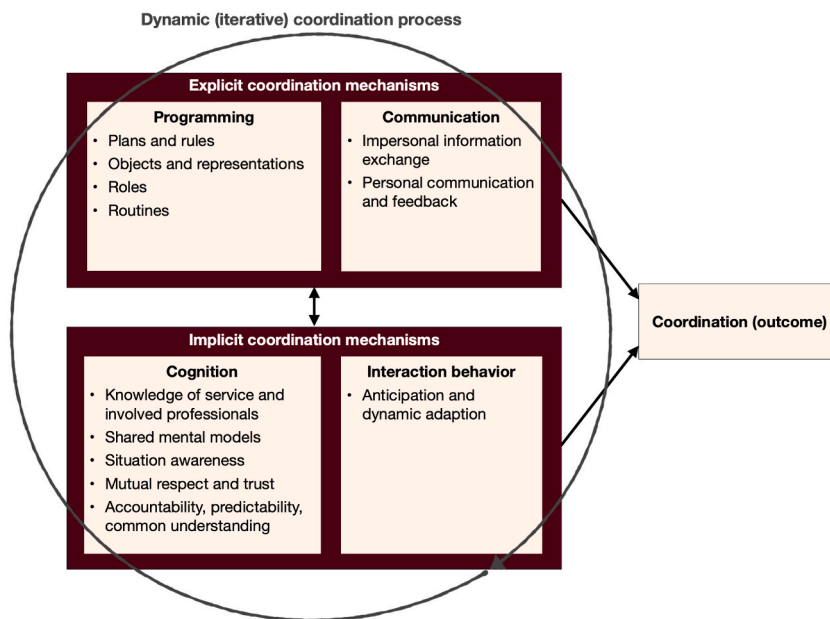 Dynamic (iterative) coordination process
Explicit coordination mechanisms
Programming
• Plans and rules
• Objects and representations
• Roles
• Routines
Communication
• Impersonal information
exchange
• Personal communication
and feedback
Coordination (outcome)
Implicit coordination mechanisms
Cognition
• Knowledge of service and
involved professionals
• Shared mental models
• Situation awareness
• Mutual respect and trust
• Accountability, predictability,
common understanding
Interaction behavior
• Anticipation and
dynamic adaption